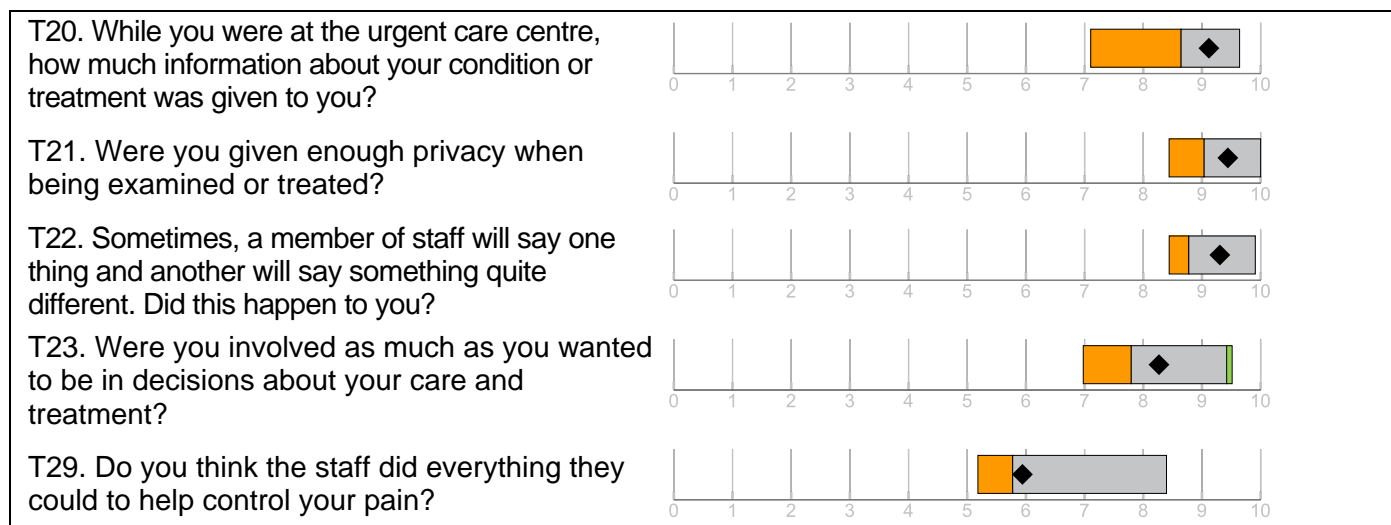 T20. While you were at the urgent care centre,
how much information about your condition or
treatment was given to you?
0 1 2 3 4 5 6 7 8 9 10
T21. Were you given enough privacy when
being examined or treated?
0 1 2 3 4 5 6 7 8 9 10
T22. Sometimes, a member of staff will say one
thing and another will say something quite
different. Did this happen to you?
0 1 2 3 4 5 6 7 8 9 10
T23. Were you involved as much as you wanted
to be in decisions about your care and
treatment?
0 1 2 3 4 5 6 7 8 9 10
T29. Do you think the staff did everything they
could to help control your pain?
0 1 2 3 4 5 6 7 8 9 10